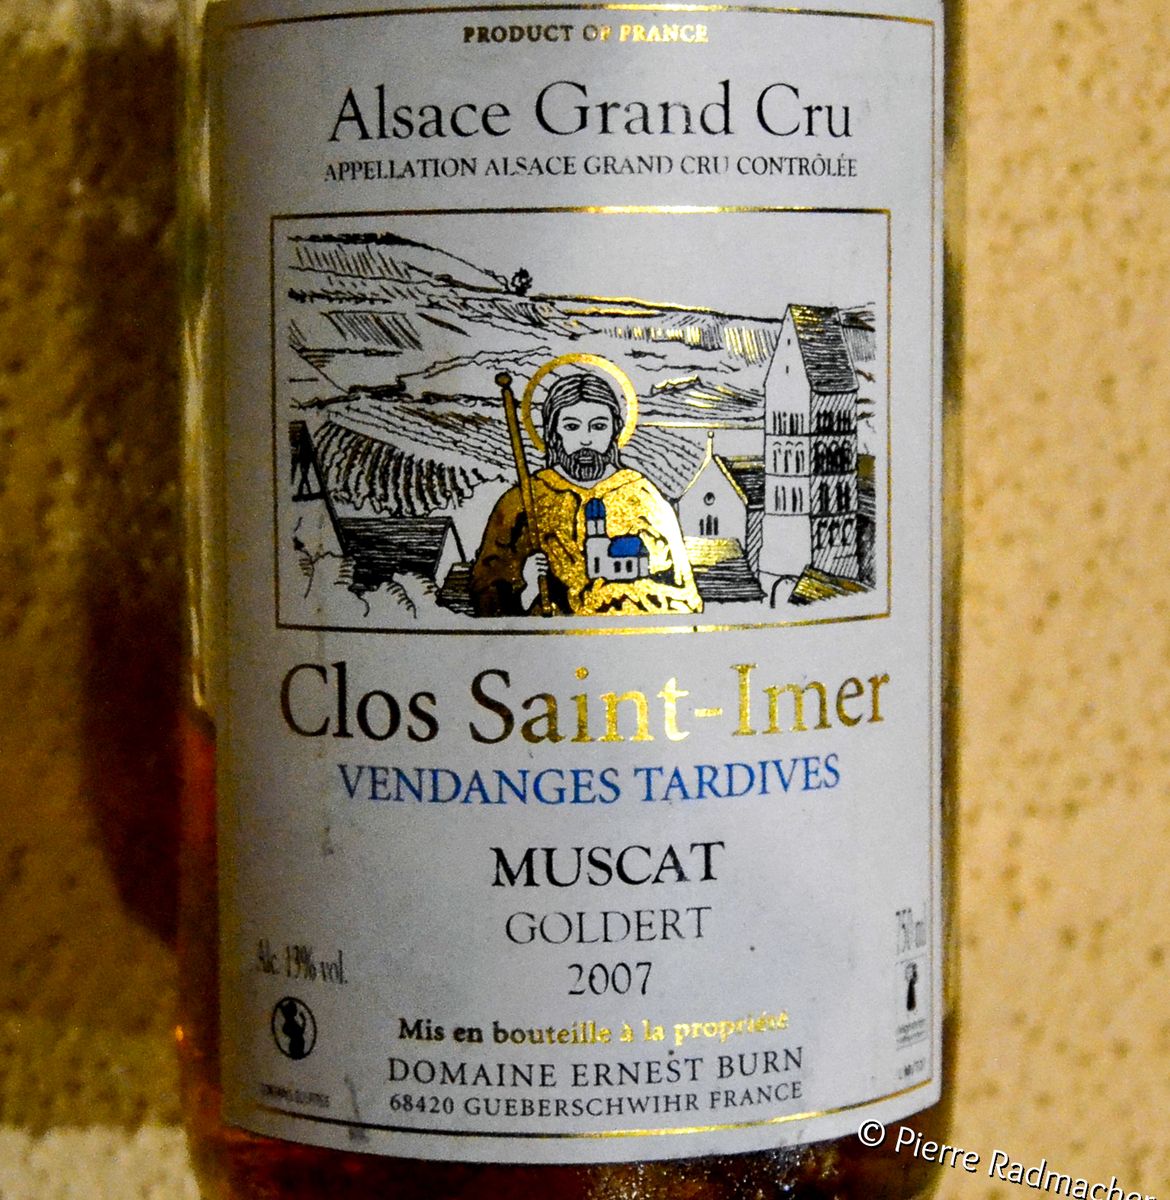 PRODUCT OF FRANCE
Alsace Grand Cru
APPELLATION ALSACE GRAND CRU CONTRÔLÉE
Clos Saint-Imer
VENDANGES TARDIVES
MUSCAT
GOLDERT
2007
Alc. 13% vol.
750 ml
Mis en bouteille à la propriété
DOMAINE ERNEST BURN
68420 GUEBERSCHWIHR FRANCE
© Pierre Radmacher